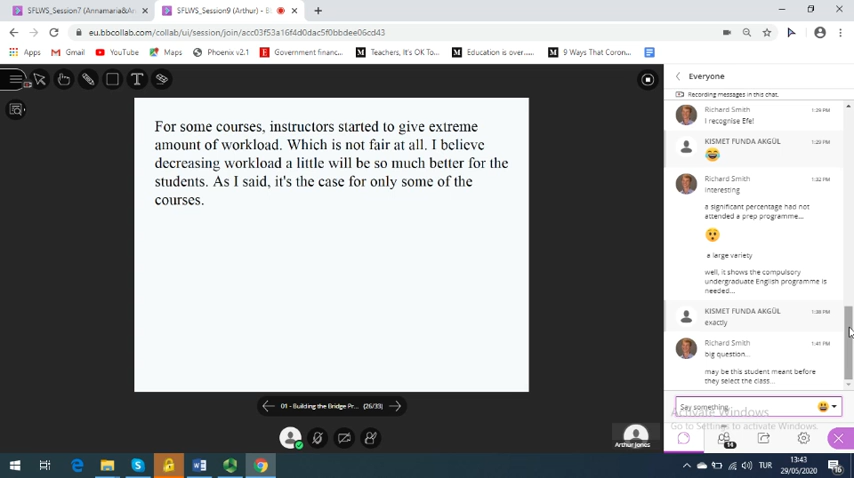 SFLWS_Session7 (Annamaria&An
SFLWS_Session9 (Arthur) - Bl
eu.bbcollab.com/collab/ui/session/join/acc03f53a16f4d0dac5f0bbdee06cd43
Apps Gmail YouTube Maps Phoenix v2.1 Government financ... Teachers, It's OK To... Education is over...... 9 Ways That Coron...
Everyone
Recording messages in this chat.
For some courses, instructors started to give extreme
amount of workload. Which is not fair at all. I believe
decreasing workload a little will be so much better for the
students. As I said, it's the case for only some of the
courses.
Richard Smith 1:29 PM
I recognise Efe!
KISMET FUNDA AKGÜL 1:29 PM
Richard Smith 1:32 PM
Interesting
a significant percentage had not
attended a prep programme...
a large variety
well, it shows the compulsory
undergraduate English programme is
needed...
KISMET FUNDA AKGÜL 1:38 PM
exactly
Richard Smith 1:41 PM
big question...
may be this student meant before
they select the class...
Say something
Activate Windows
Go to Settings to activate Windows.
01 - Building the Bridge Pr... (26/33)
Arthur Jones
14
TUR
13:43
29/05/2020
16